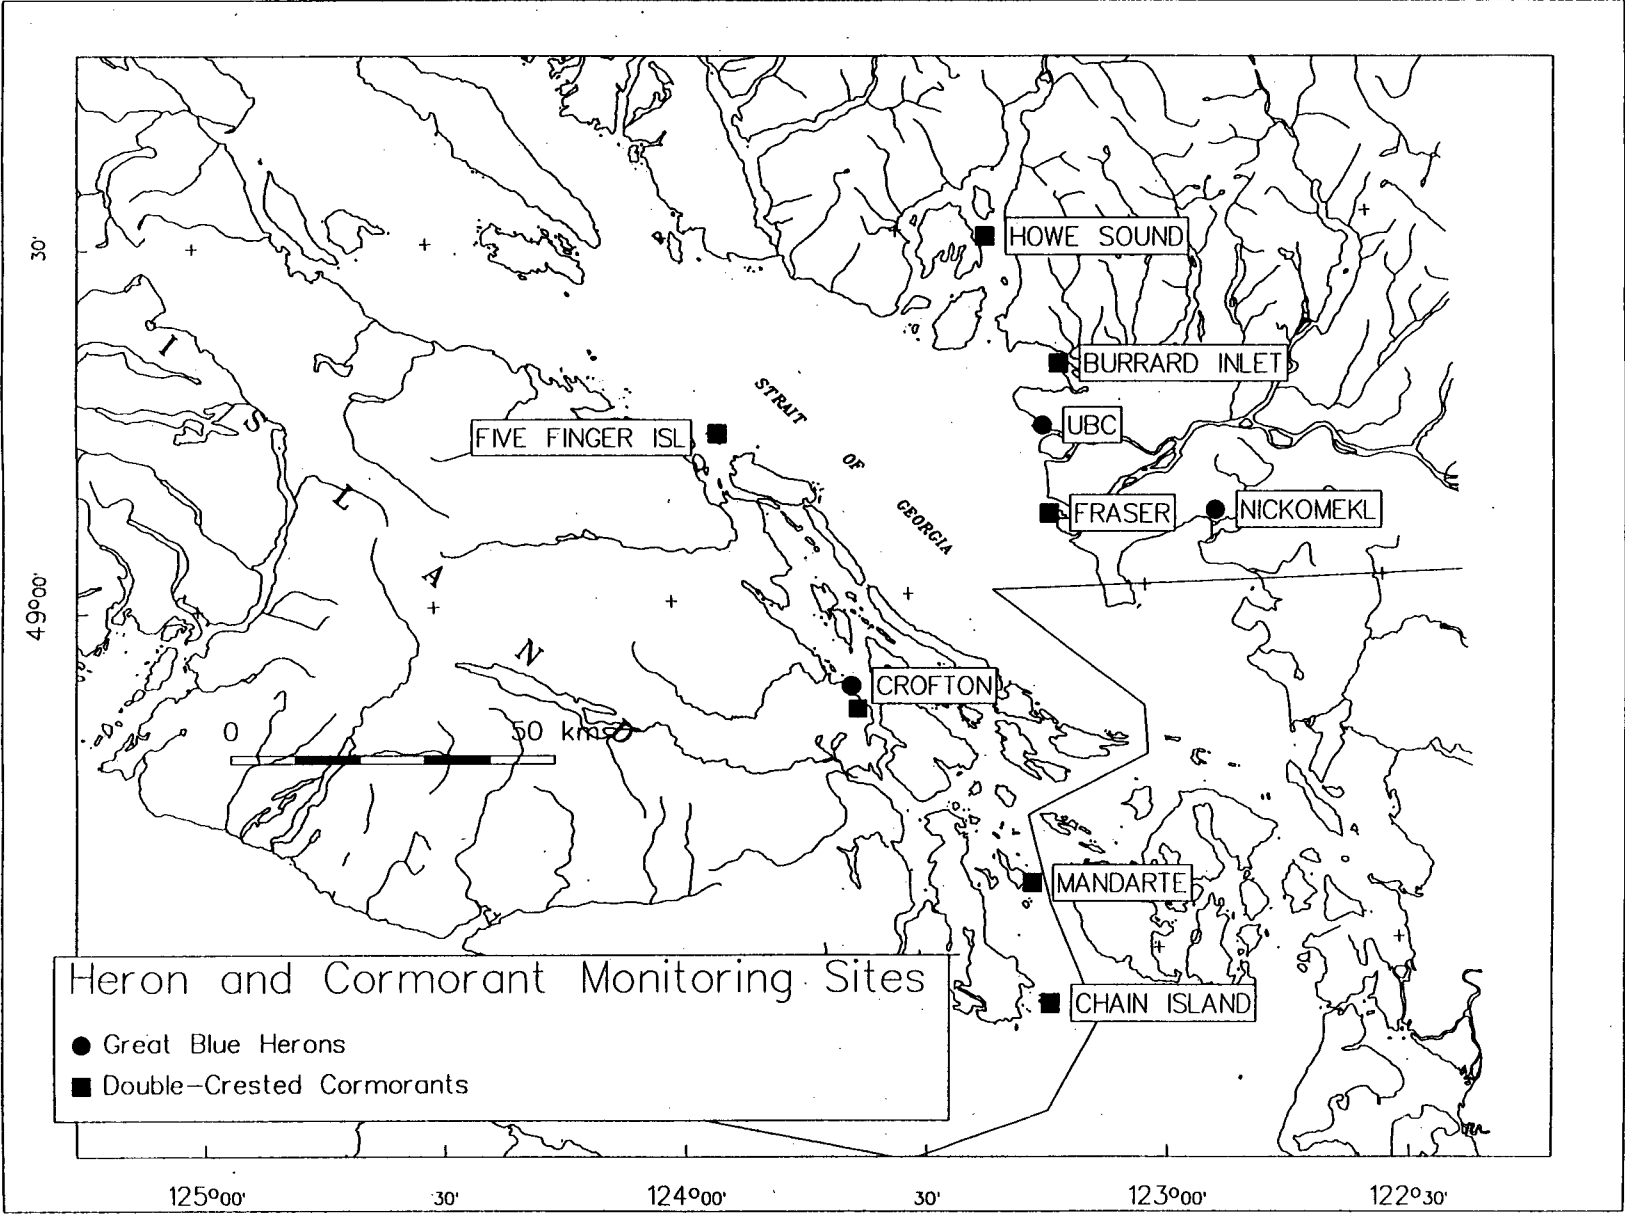 HOWE SOUND
30'
I
BURRARD INLET
STRAIT
S
UBC
FIVE FINGER ISL
OF
L
FRASER
NICKOMEKL
GEORGIA
A
49°00'
N
CROFTON
0 50 kms
D
MANDARTE
Heron and Cormorant Monitoring Sites
CHAIN ISLAND
Great Blue Herons
Double-Crested Cormorants
125°00' 30' 124°00' 30' 123°00' 122°30'